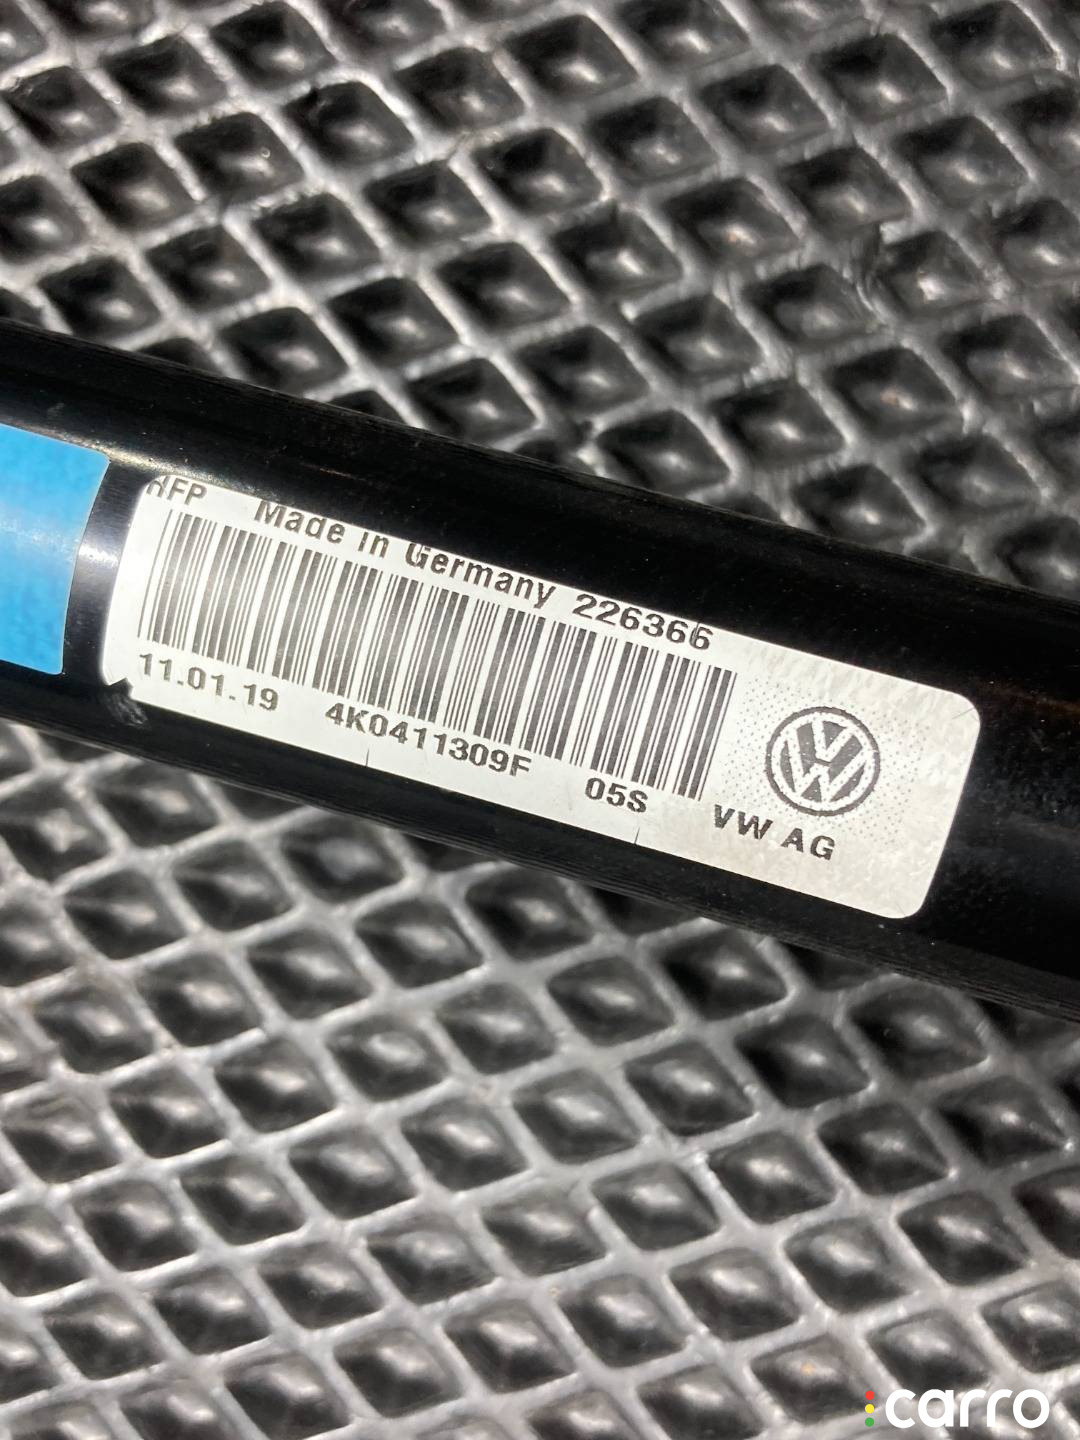 HFP Made in Germany 226366
11.01.19 4K0411309F 05S VW AG
carro